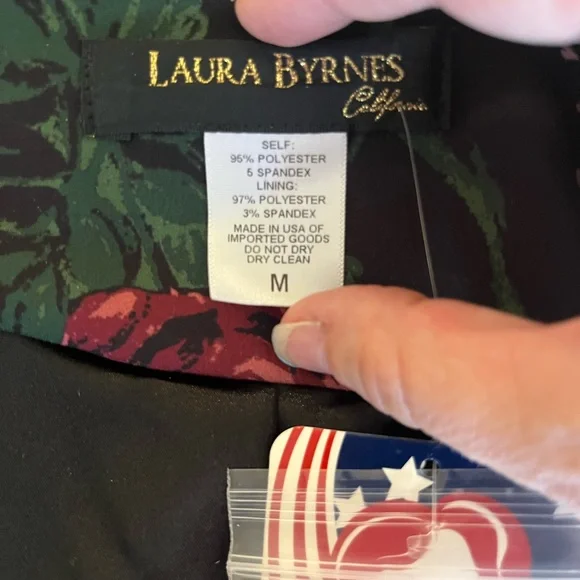 LAURA BYRNES
California
SELF:
95% POLYESTER
5 SPANDEX
LINING:
97% POLYESTER
3% SPANDEX
MADE IN USA OF
IMPORTED GOODS
DO NOT DRY
DRY CLEAN
M